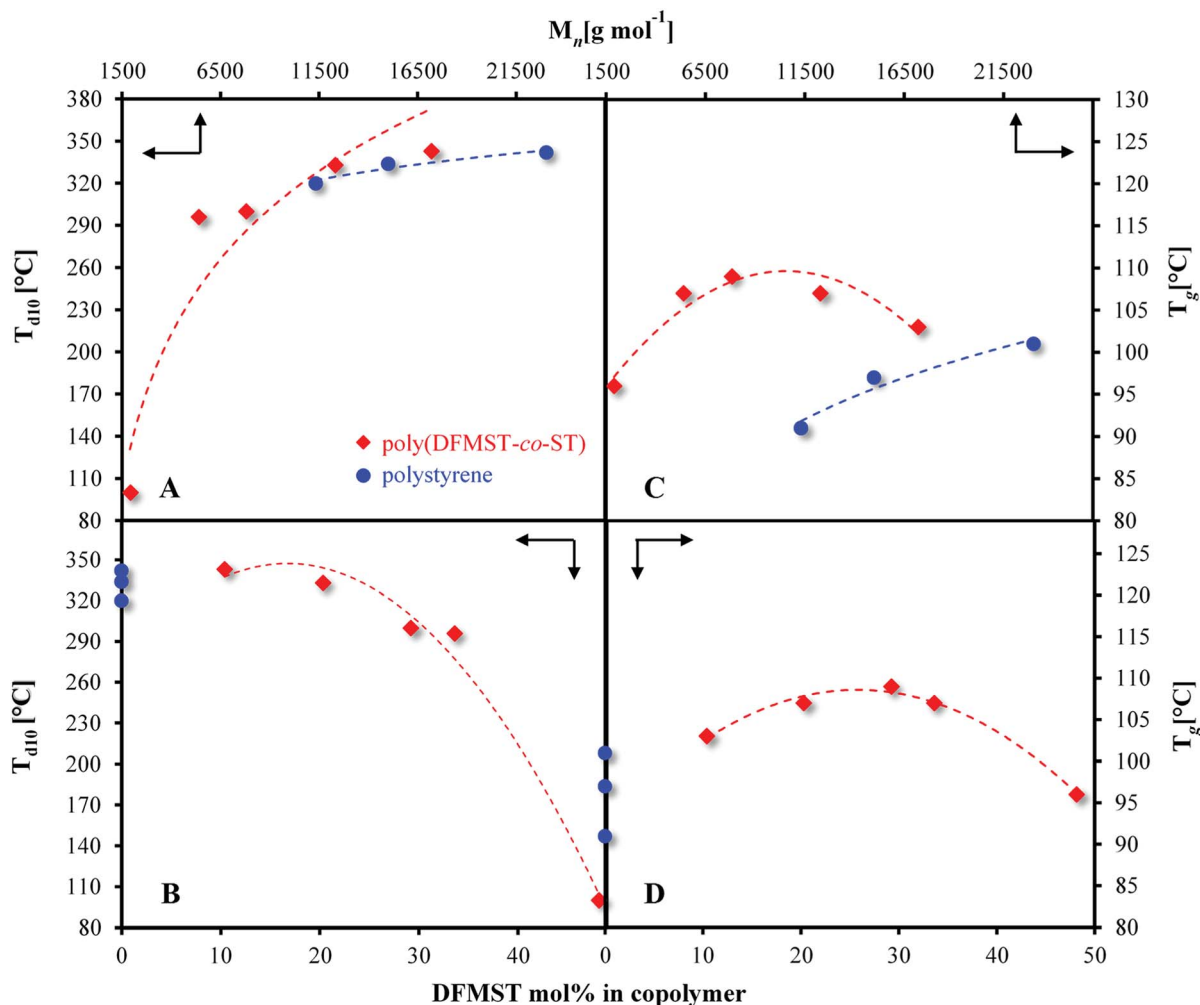 Mn[g mol-1]
1500 6500 11500 16500 21500 1500 6500 11500 16500 21500
380 130
350 125
320 120
290 115
260 110
230 105
200 100
170 95
140 90
110 85
80 80
Td10 [°C]
Tg[°C]
poly(DFMST-co-ST)
polystyrene
A C
350 125
320 120
290 115
260 110
230 105
200 100
170 95
140 90
110 85
80 80
Td10 [°C]
Tg[°C]
B D
0 10 20 30 40 0 10 20 30 40 50
DFMST mol% in copolymer